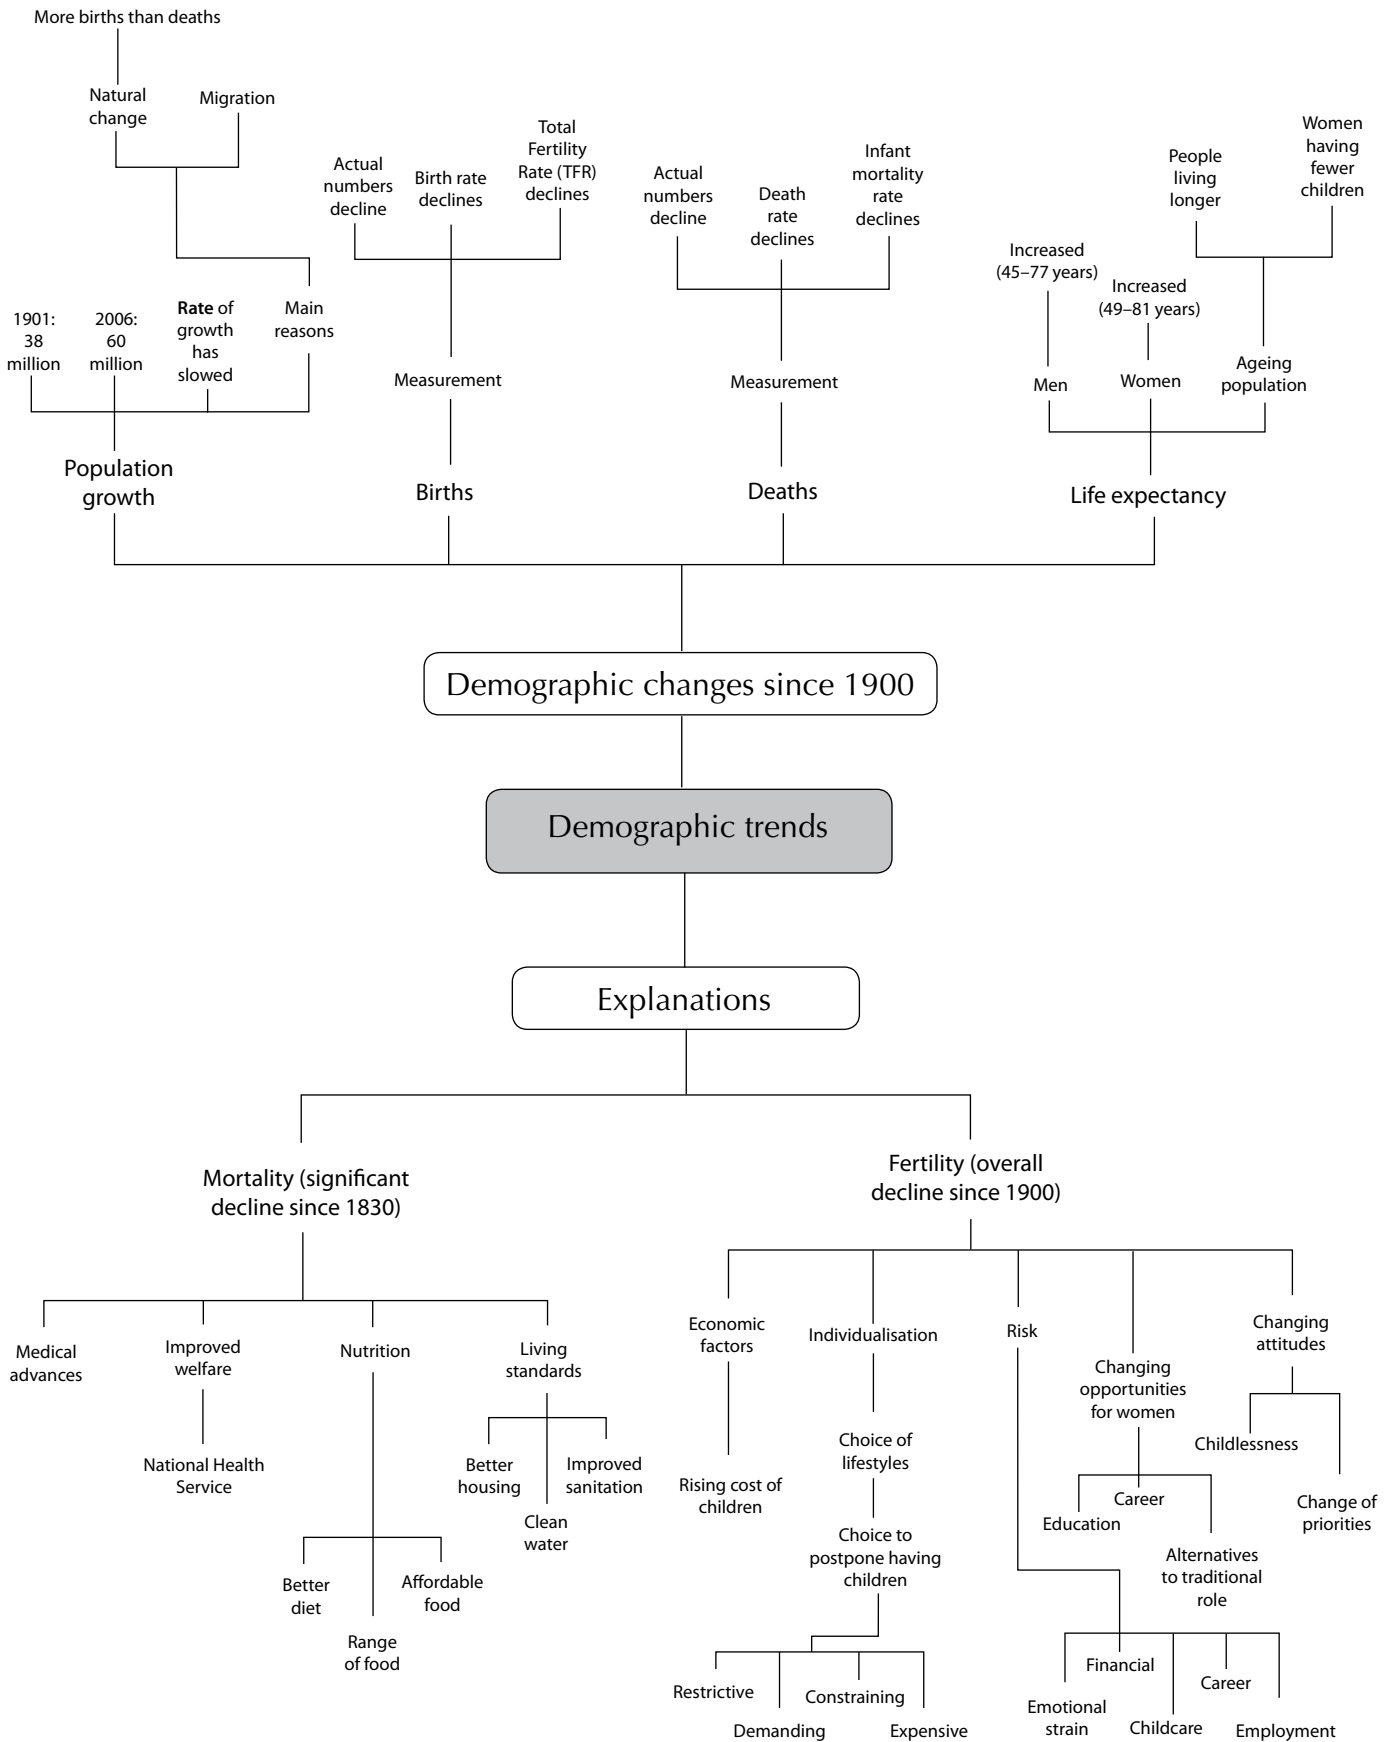 More births than deaths
Natural
change
Migration
Actual
numbers
decline
Birth rate
declines
Total
Fertility
Rate (TFR)
declines
Actual
numbers
decline
Death
rate
declines
Infant
mortality
rate
declines
People
living
longer
Women
having
fewer
children
Increased
(45–77 years)
Increased
(49–81 years)
1901:
38
million
2006:
60
million
Rate of
growth
has
slowed
Main
reasons
Measurement
Measurement
Men
Women
Ageing
population
Population
growth
Births
Deaths
Life expectancy
Demographic changes since 1900
Demographic trends
Explanations
Mortality (significant
decline since 1830)
Fertility (overall
decline since 1900)
Medical
advances
Improved
welfare
Nutrition
Living
standards
National Health
Service
Better
housing
Improved
sanitation
Clean
water
Better
diet
Affordable
food
Range
of food
Economic
factors
Individualisation
Risk
Changing
opportunities
for women
Changing
attitudes
Rising cost of
children
Choice of
lifestyles
Choice to
postpone having
children
Childlessness
Change of
priorities
Education
Career
Alternatives
to traditional
role
Restrictive
Demanding
Constraining
Expensive
Emotional
strain
Financial
Childcare
Career
Employment